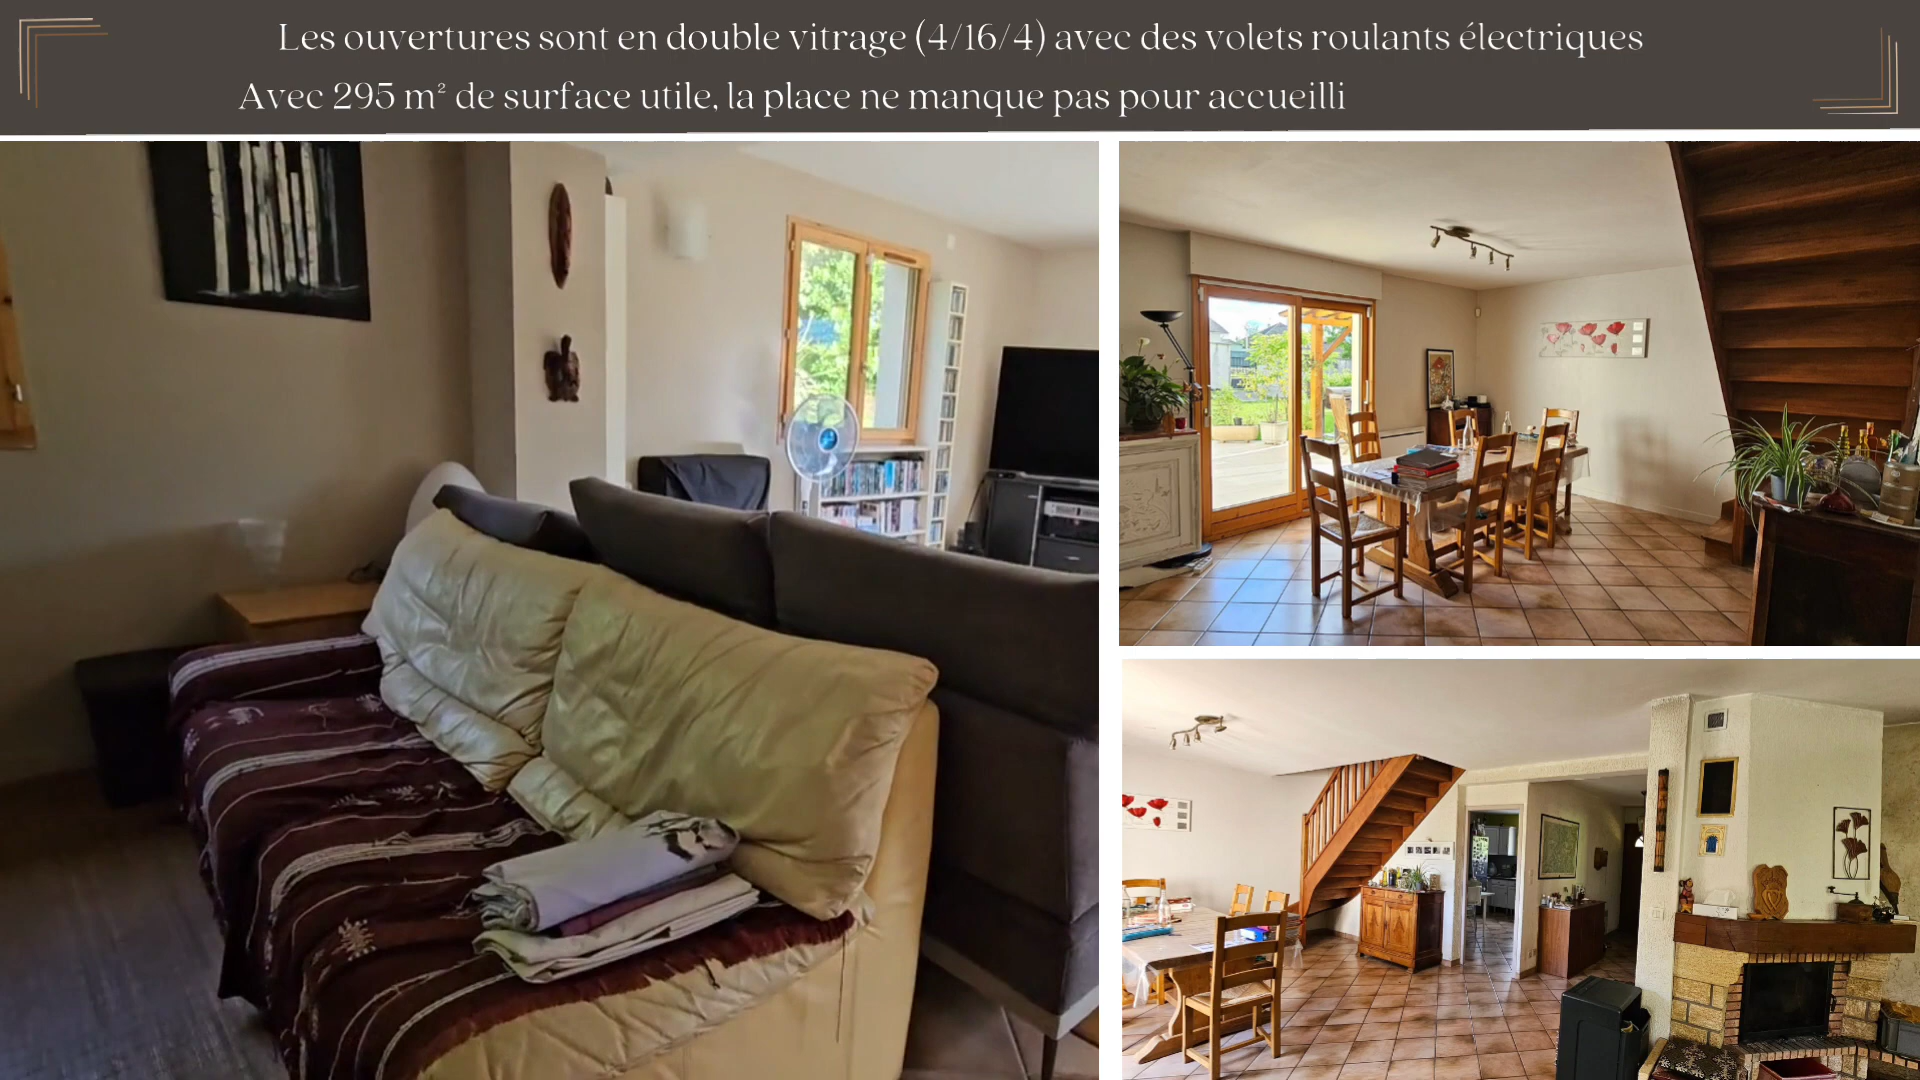 Les ouvertures sont en double vitrage (4/16/4) avec des volets roulants électriques
Avec 295 m² de surface utile, la place ne manque pas pour accueilli